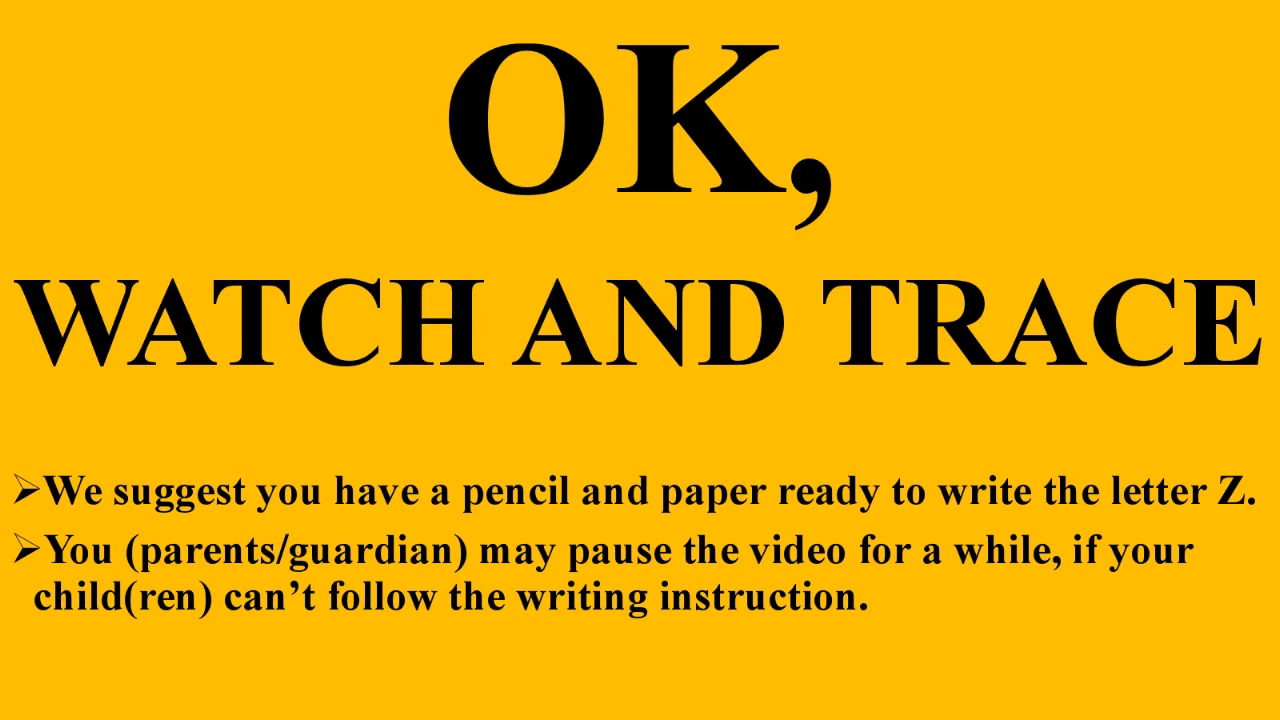 OK,
WATCH AND TRACE
➢We suggest you have a pencil and paper ready to write the letter Z.
➢You (parents/guardian) may pause the video for a while, if your
child(ren) can’t follow the writing instruction.